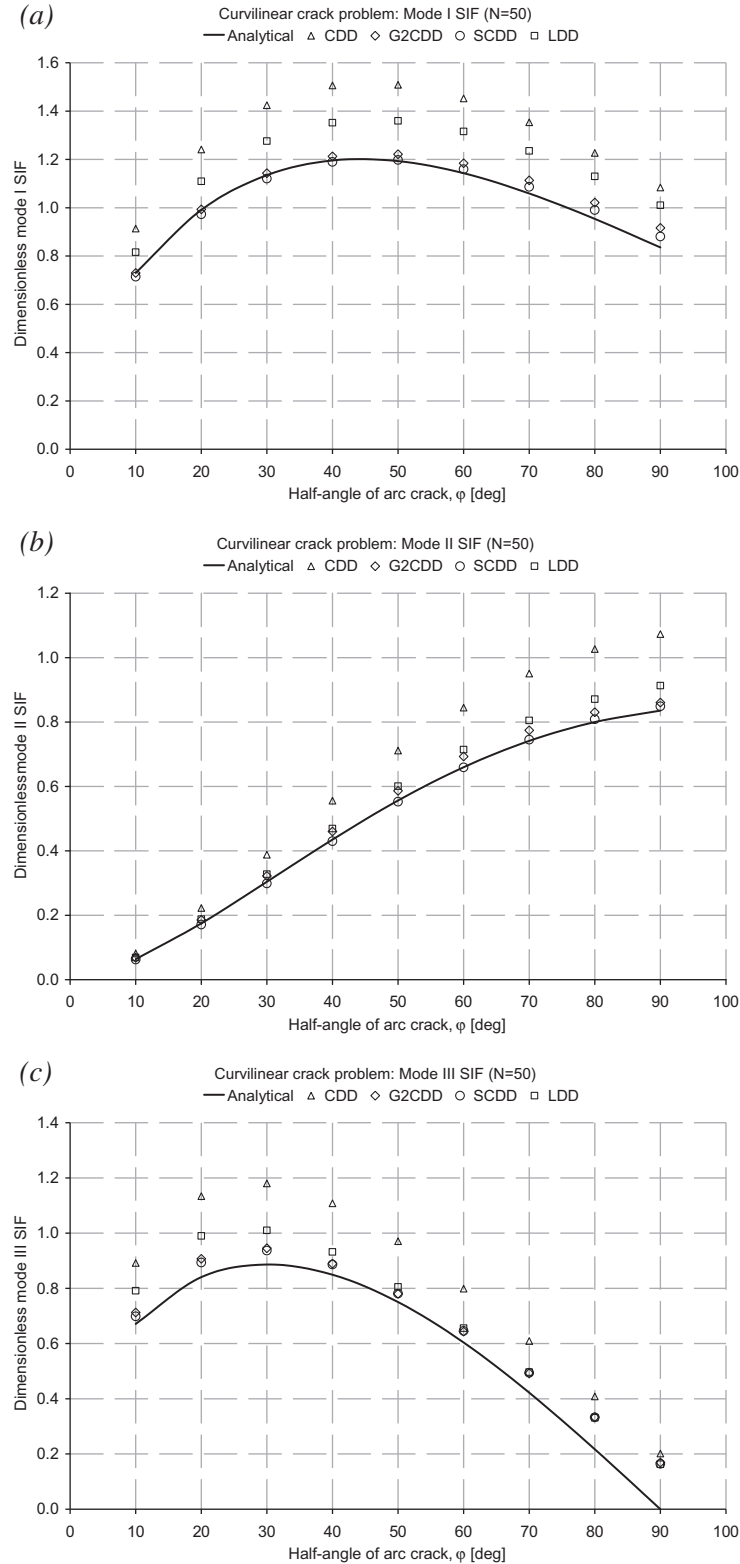 (a)
Curvilinear crack problem: Mode I SIF (N=50)
Analytical CDD G2CDD SCDD LDD
1.6
1.4
1.2
1.0
0.8
0.6
0.4
0.2
0.0
Dimensionless mode I SIF
0 10 20 30 40 50 60 70 80 90 100
Half-angle of arc crack, φ [deg]
(b)
Curvilinear crack problem: Mode II SIF (N=50)
Analytical CDD G2CDD SCDD LDD
1.2
1.0
0.8
0.6
0.4
0.2
0.0
Dimensionlessmode II SIF
0 10 20 30 40 50 60 70 80 90 100
Half-angle of arc crack, φ [deg]
(c)
Curvilinear crack problem: Mode III SIF (N=50)
Analytical CDD G2CDD SCDD LDD
1.4
1.2
1.0
0.8
0.6
0.4
0.2
0.0
Dimensionless mode III SIF
0 10 20 30 40 50 60 70 80 90 100
Half-angle of arc crack, φ [deg]